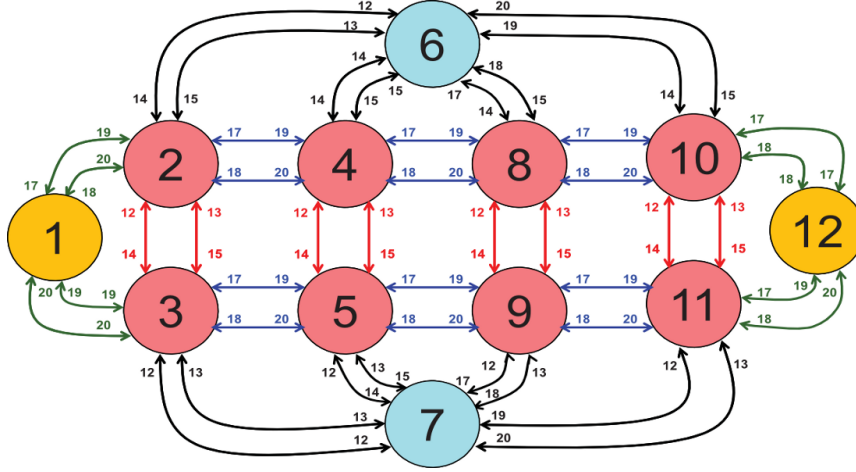 12 20
13 19
6
14 18
14 15 17 14 15
14 15 14 15
19 17 19 17 19 17 19 17
20 2 4 8 10 18
17 18 18 20 18 20 18 20 18 17
12 13 12 13 12 13 12 13
1 12
14 15 14 15 14 15 14 15
20 19 17 19 17 19 17 19 17 19 20
20 3 5 9 11 18
18 20 18 20 18 20
12 13 12 13 15 17 12 13 12 13
14 18
13 7 19
12 20